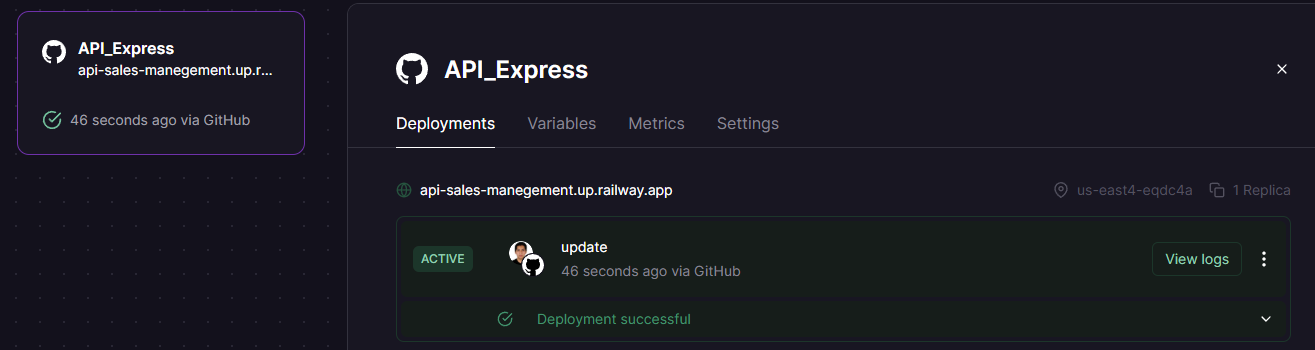 API_Express
api-sales-manegement.up.r...
46 seconds ago via GitHub
API_Express
Deployments Variables Metrics Settings
api-sales-manegement.up.railway.app us-east4-eqdc4a 1 Replica
ACTIVE
update
46 seconds ago via GitHub
View logs
Deployment successful